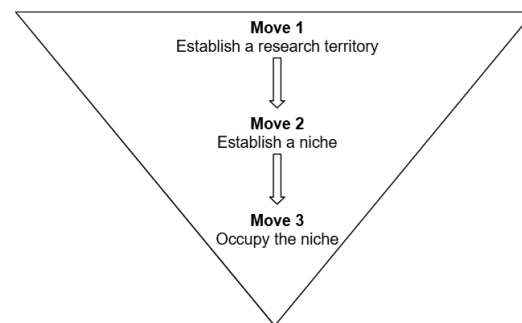 Move 1
Establish a research territory
Move 2
Establish a niche
Move 3
Occupy the niche